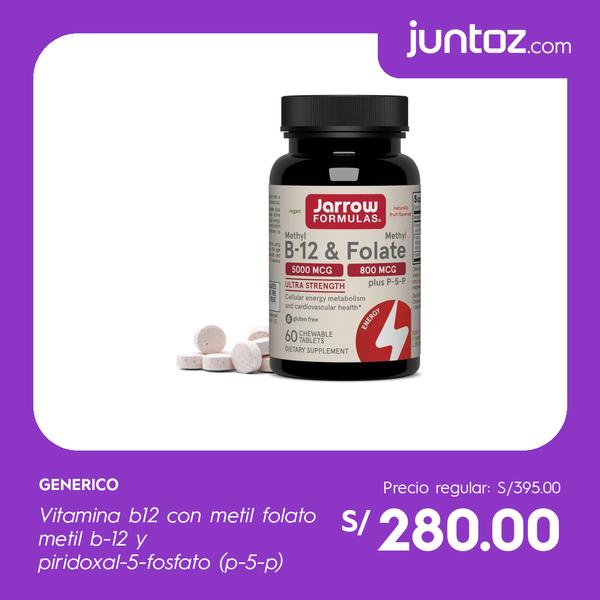 juntoz.com
Jarrow
FORMULAS®
vegan
naturally
fruit flavored
Methyl Methyl
B-12 & Folate
5000 MCG 800 MCG
ULTRA STRENGTH plus P-5-P
Cellular energy metabolism
and cardiovascular health*
gluten free
ENERGY
60 CHEWABLE
TABLETS
DIETARY SUPPLEMENT
GENERICO
Vitamina b12 con metil folato
metil b-12 y
piridoxal-5-fosfato (p-5-p)
Precio regular: S/395.00
S/ 280.00